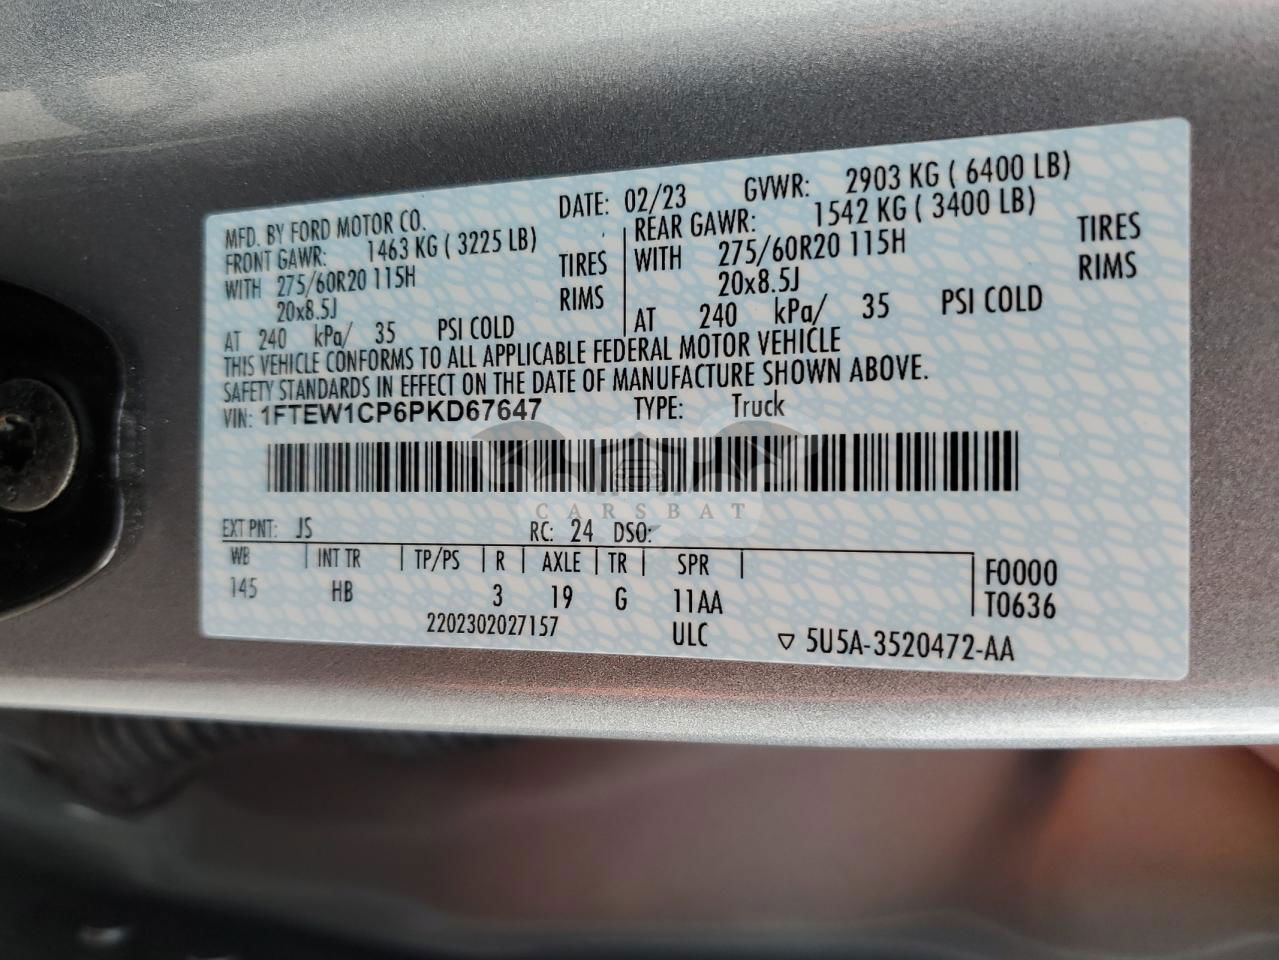 MFD. BY FORD MOTOR CO. DATE: 02/23 GVWR: 2903 KG ( 6400 LB)
FRONT GAWR: 1463 KG ( 3225 LB) REAR GAWR: 1542 KG ( 3400 LB)
WITH 275/60R20 115H TIRES WITH 275/60R20 115H TIRES
20x8.5J RIMS 20x8.5J RIMS
AT 240 kPa/ 35 PSI COLD AT 240 kPa/ 35 PSI COLD
THIS VEHICLE CONFORMS TO ALL APPLICABLE FEDERAL MOTOR VEHICLE
SAFETY STANDARDS IN EFFECT ON THE DATE OF MANUFACTURE SHOWN ABOVE.
VIN: 1FTEW1CP6PKD67647 TYPE: Truck
CARSBAT
EXT PNT: JS RC: 24 DSO:
WB INT TR TP/PS R AXLE TR SPR F0000
145 HB 3 19 G 11AA T0636
2202302027157 ULC 5U5A-3520472-AA